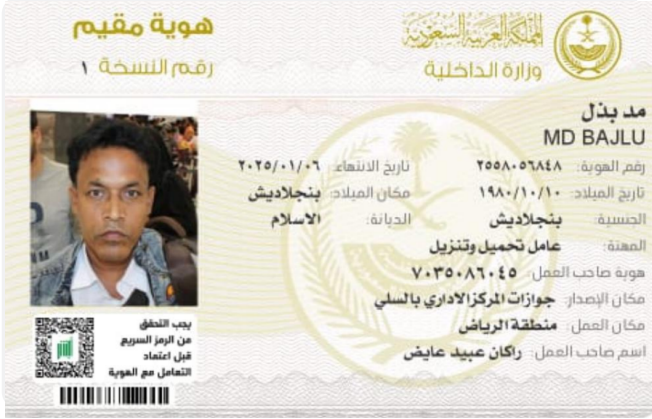 هوية مقيم
رقم النسخة ١
المملكة العربية السعودية
وزارة الداخلية
مد بذل
MD BAJLU
رقم الهوية: ٢٥٥٨٠٥٦٨٤٨ تاريخ الانتهاء: ٢٠٢٥/٠١/٠٦
تاريخ الميلاد: ١٩٨٠/١٠/١٠ مكان الميلاد: بنجلاديش
الجنسية: بنجلاديش الديانة: الاسلام
المهنة: عامل تحميل وتنزيل
هوية صاحب العمل: ٧٠٣٥٠٨٦٠٤٥
مكان الإصدار: جوازات المركز الاداري بالسلي
مكان العمل: منطقة الرياض
اسم صاحب العمل: راكان عبيد عايض
يجب التحقق
من الرمز السريع
قبل اعتماد
التعامل مع الهوية